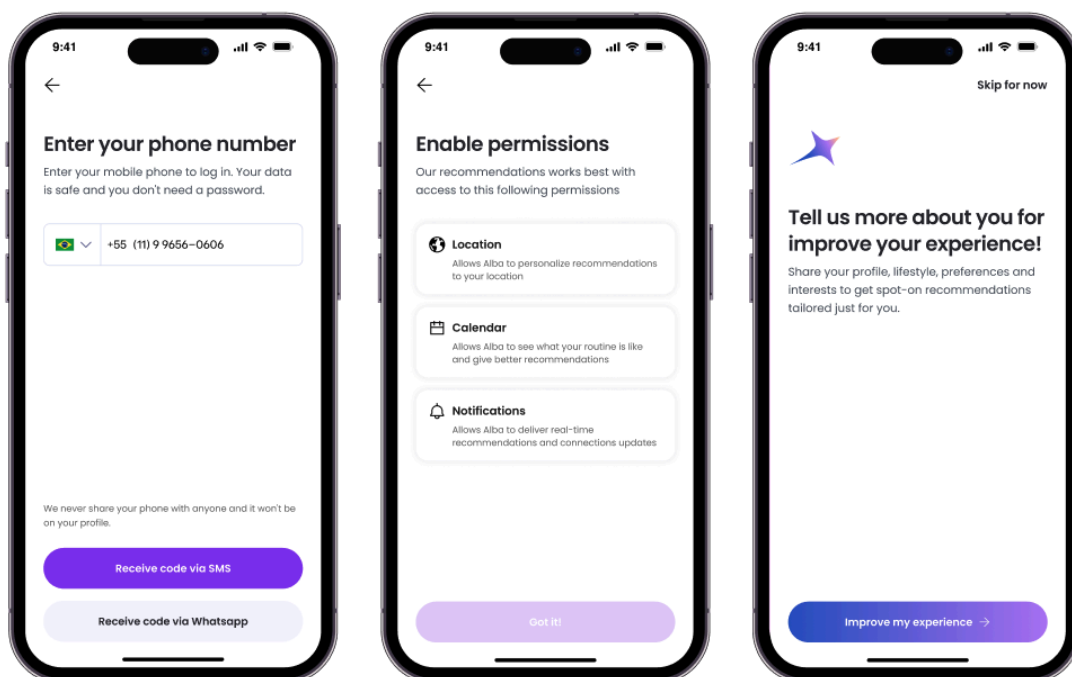 9:41
Enter your phone number
Enter your mobile phone to log in. Your data
is safe and you don't need a password.
+55 (11) 9 9656-0606
We never share your phone with anyone and it won't be
on your profile.
Receive code via SMS
Receive code via Whatsapp
9:41
Enable permissions
Our recommendations works best with
access to this following permissions
Location
Allows Alba to personalize recommendations
to your location
Calendar
Allows Alba to see what your routine is like
and give better recommendations
Notifications
Allows Alba to deliver real-time
recommendations and connections updates
Got it!
9:41
Skip for now
Tell us more about you for
improve your experience!
Share your profile, lifestyle, preferences and
interests to get spot-on recommendations
tailored just for you.
Improve my experience →